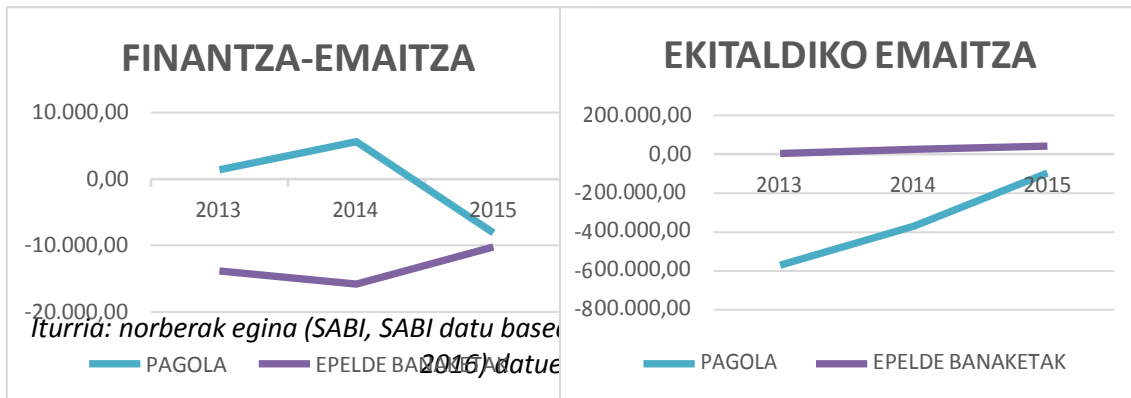 FINANTZA-EMAITZA
10.000,00
0,00
-10.000,00
-20.000,00
2013
2014
2015
Iturria: norberak egina (SABI, SABI datu base
2016) datue
PAGOLA
EPELDE BANAKETAK
EKITALDIKO EMAITZA
200.000,00
0,00
-200.000,00
-400.000,00
-600.000,00
-800.000,00
2013
2014
2015
PAGOLA
EPELDE BANAKETAK